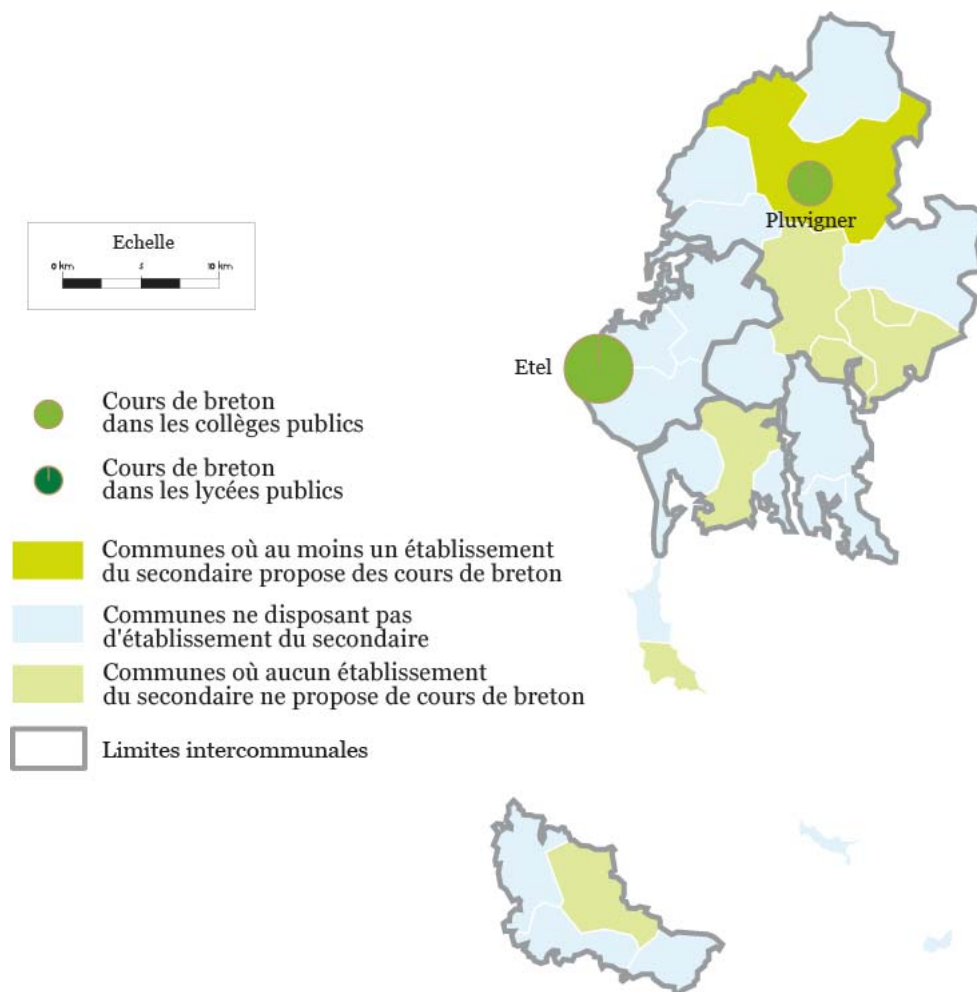 Pluvigner
Echelle
0 km 5 10 km
Etel
Cours de breton
dans les collèges publics
Cours de breton
dans les lycées publics
Communes où au moins un établissement
du secondaire propose des cours de breton
Communes ne disposant pas
d'établissement du secondaire
Communes où aucun établissement
du secondaire ne propose de cours de breton
Limites intercommunales